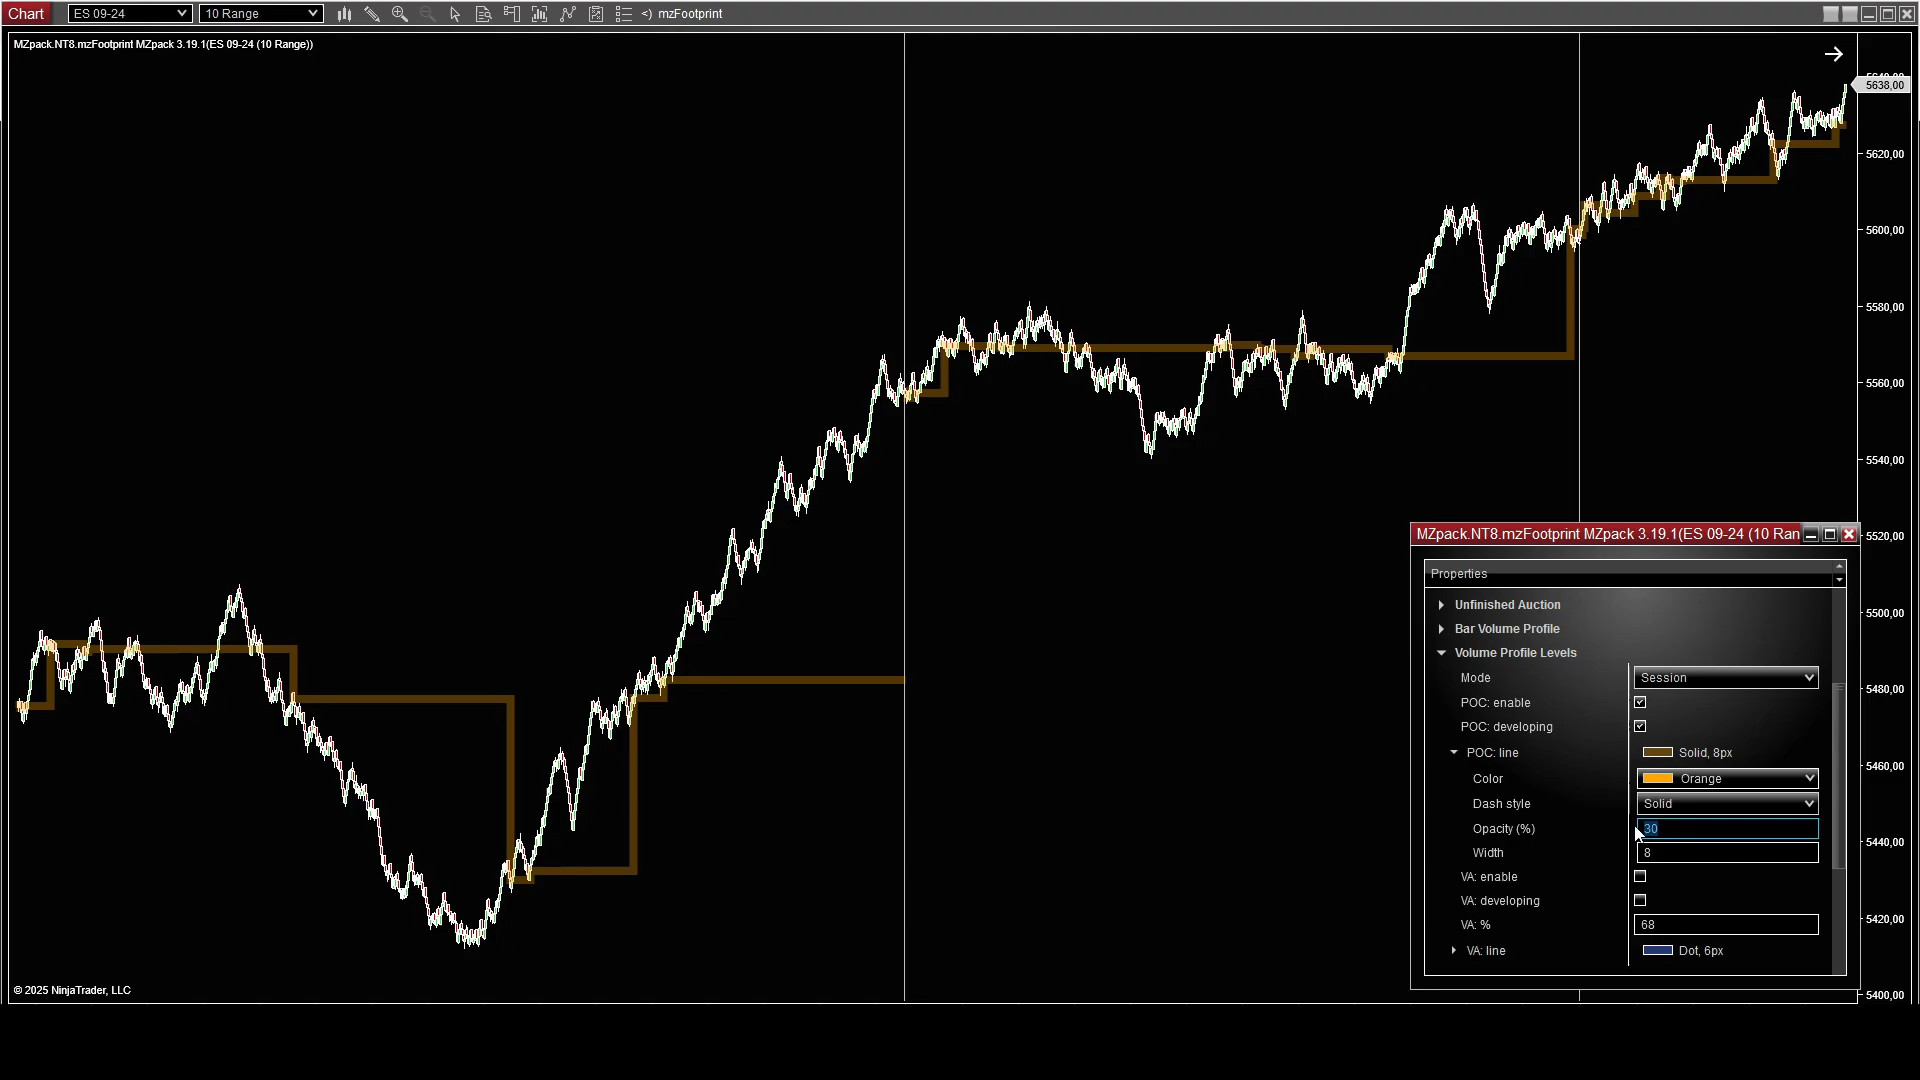 Chart ES 09-24 10 Range <> mzFootprint
MZpack.NT8.mzFootprint MZpack 3.19.1(ES 09-24 (10 Range))
5638,00
5620,00
5600,00
5580,00
5560,00
5540,00
5520,00
5500,00
5480,00
5460,00
5440,00
5420,00
5400,00
MZpack.NT8.mzFootprint MZpack 3.19.1(ES 09-24 (10 Ran
Properties
Unfinished Auction
Bar Volume Profile
Volume Profile Levels
Mode Session
POC: enable
POC: developing
POC: line Solid, 8px
Color Orange
Dash style Solid
Opacity (%) 30
Width 8
VA: enable
VA: developing
VA: % 68
VA: line Dot, 6px
© 2025 NinjaTrader, LLC